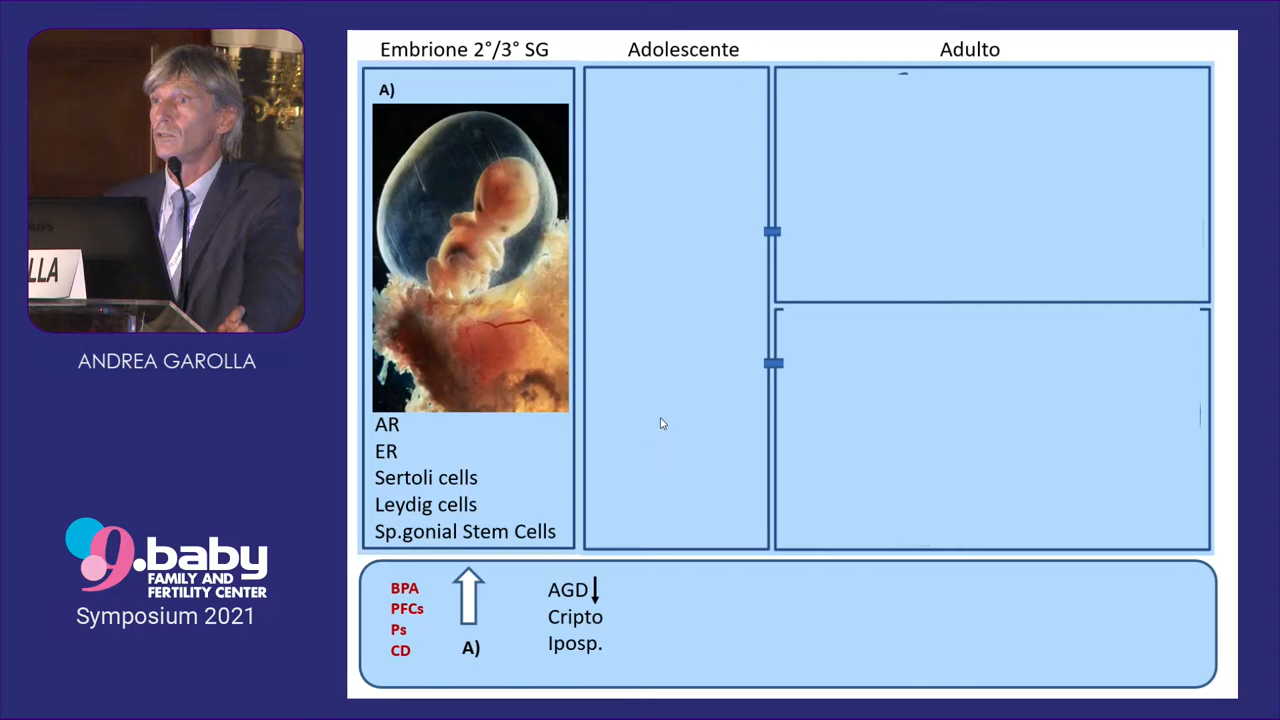 LLA
ANDREA GAROLLA
9.baby
FAMILY AND
FERTILITY CENTER
Symposium 2021
Embrione 2°/3° SG
Adolescente
Adulto
A)
AR
ER
Sertoli cells
Leydig cells
Sp.gonial Stem Cells
BPA
PFCs
Ps
CD
A)
AGD↓
Cripto
Iposp.